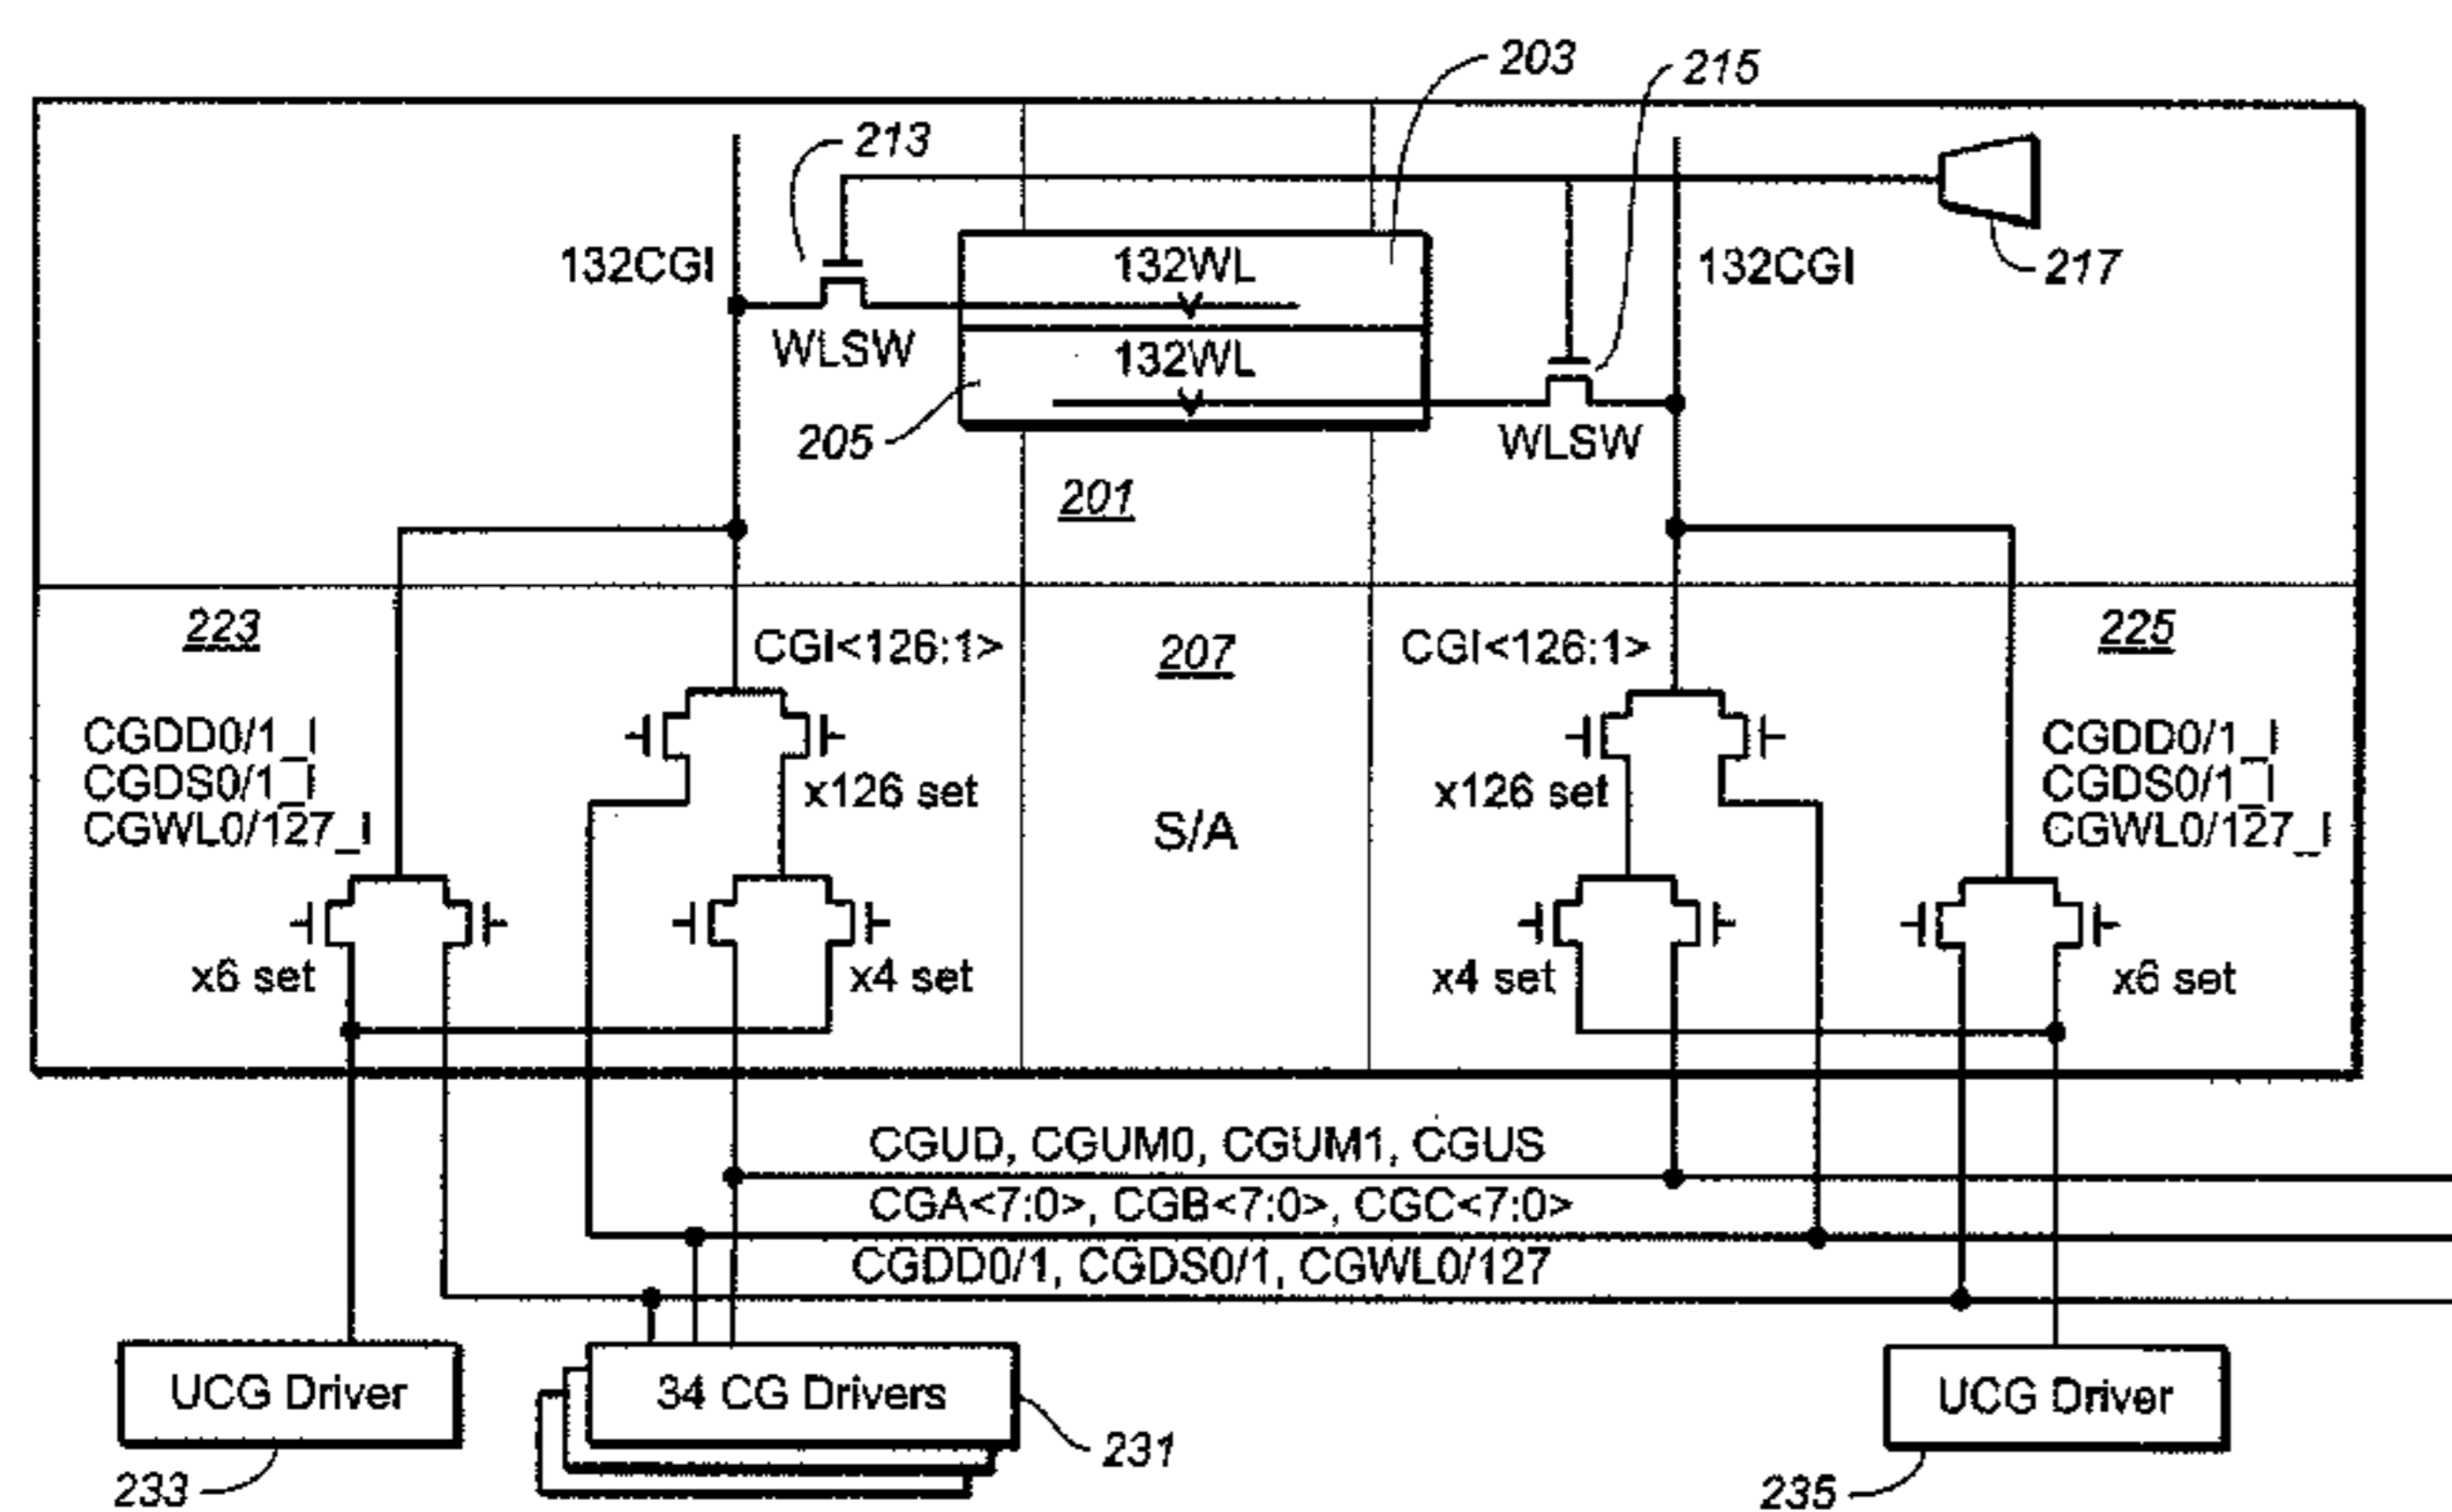 203
215
213
132CGI
132WL
132CGI
217
WLSW
132WL
205
WLSW
201
223
CGI<126:1>
207
CGI<126:1>
225
CGDD0/1_I
CGDS0/1_I
CGWL0/127_I
x126 set
S/A
x126 set
CGDD0/1_I
CGDS0/1_I
CGWL0/127_I
x6 set
x4 set
x4 set
x6 set
CGUD, CGUM0, CGUM1, CGUS
CGA<7:0>, CGB<7:0>, CGC<7:0>
CGDD0/1, CGDS0/1, CGWL0/127
UCG Driver
34 CG Drivers
UCG Driver
231
233
235